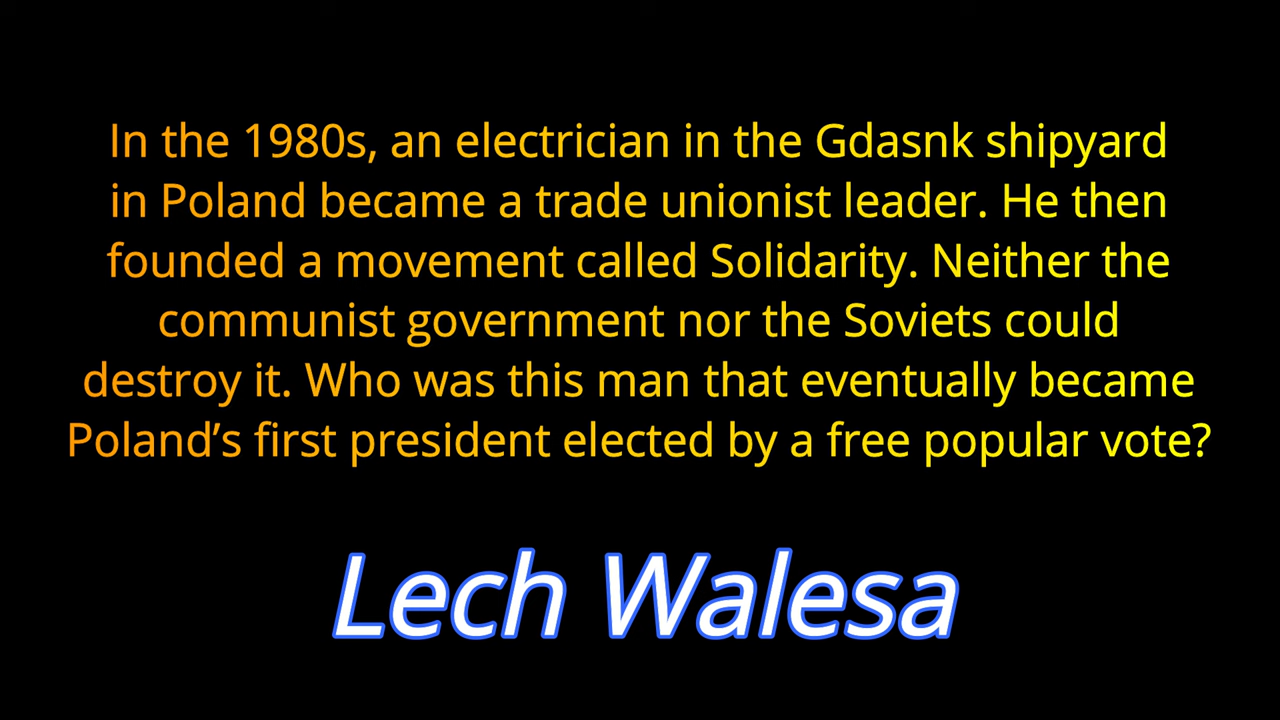 In the 1980s, an electrician in the Gdasnk shipyard
in Poland became a trade unionist leader. He then
founded a movement called Solidarity. Neither the
communist government nor the Soviets could
destroy it. Who was this man that eventually became
Poland’s first president elected by a free popular vote?
Lech Walesa